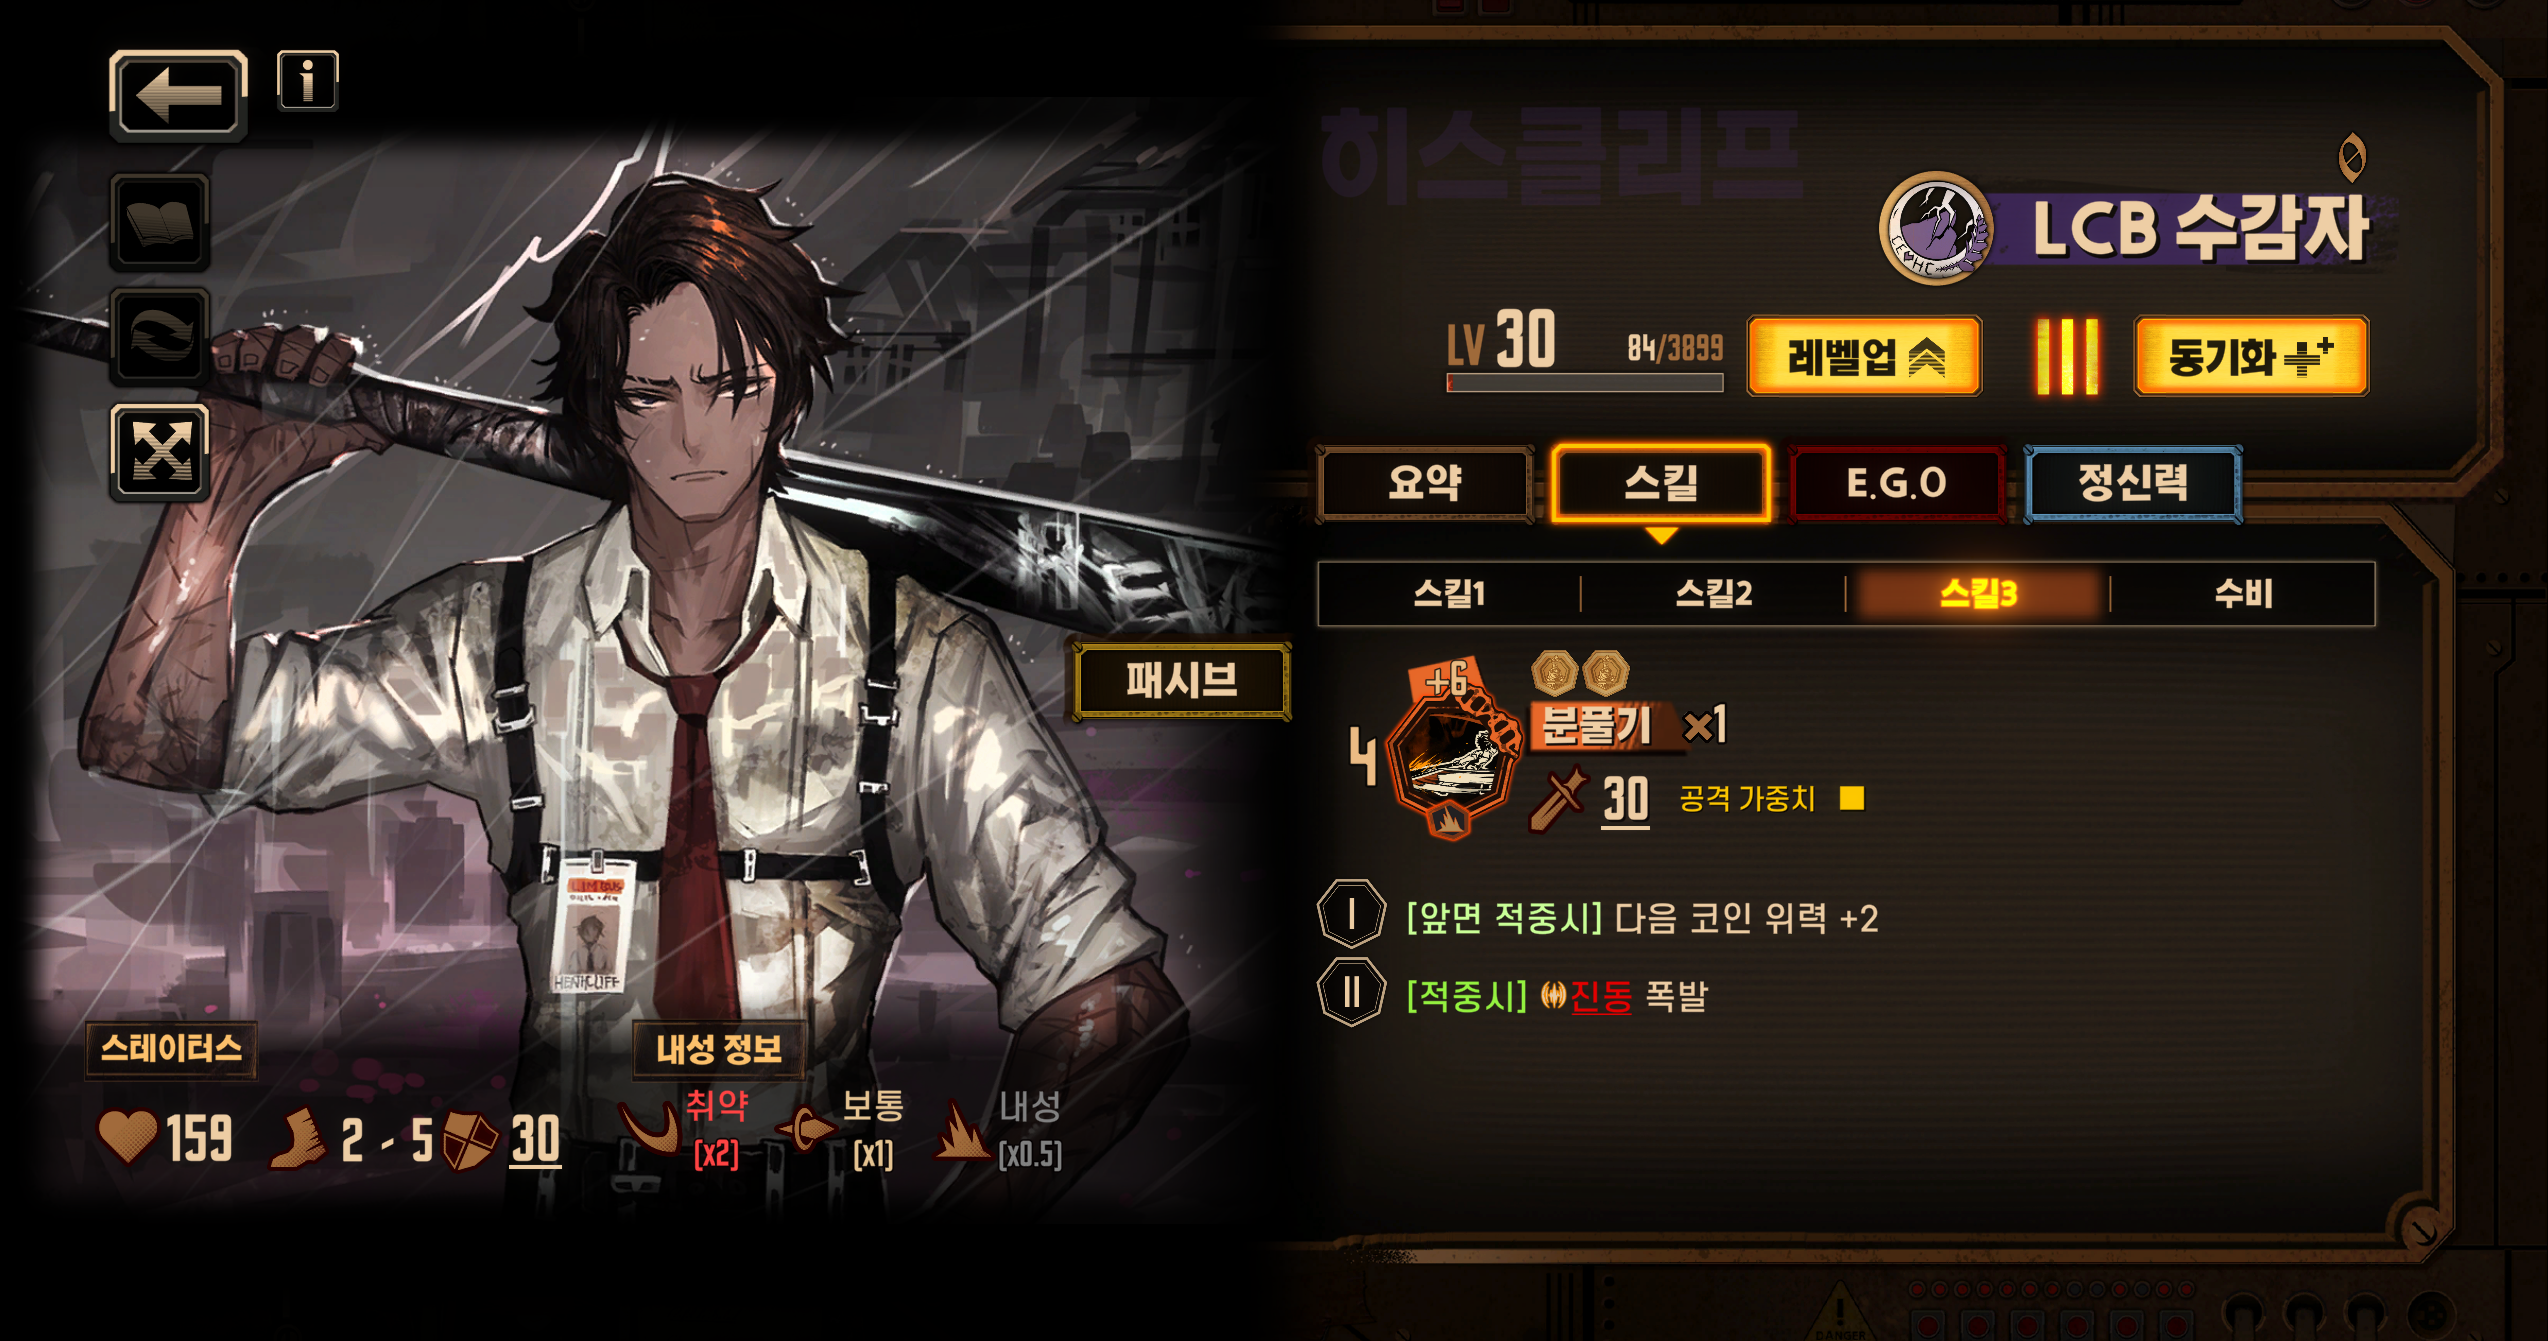 히스클리프
LCB 수감자
LV 30
84/3899
레벨업
동기화
요약
스킬
E.G.O
정신력
스킬1
스킬2
스킬3
수비
패시브
+6
4
분풀기 ×1
30
공격 가중치
I [앞면 적중시] 다음 코인 위력 +2
II [적중시] 진동 폭발
LIMBUS
HEATHCLIFF
스테이터스
159
2 - 5
30
내성 정보
취약
[x2]
보통
[x1]
내성
[x0.5]
DANGER